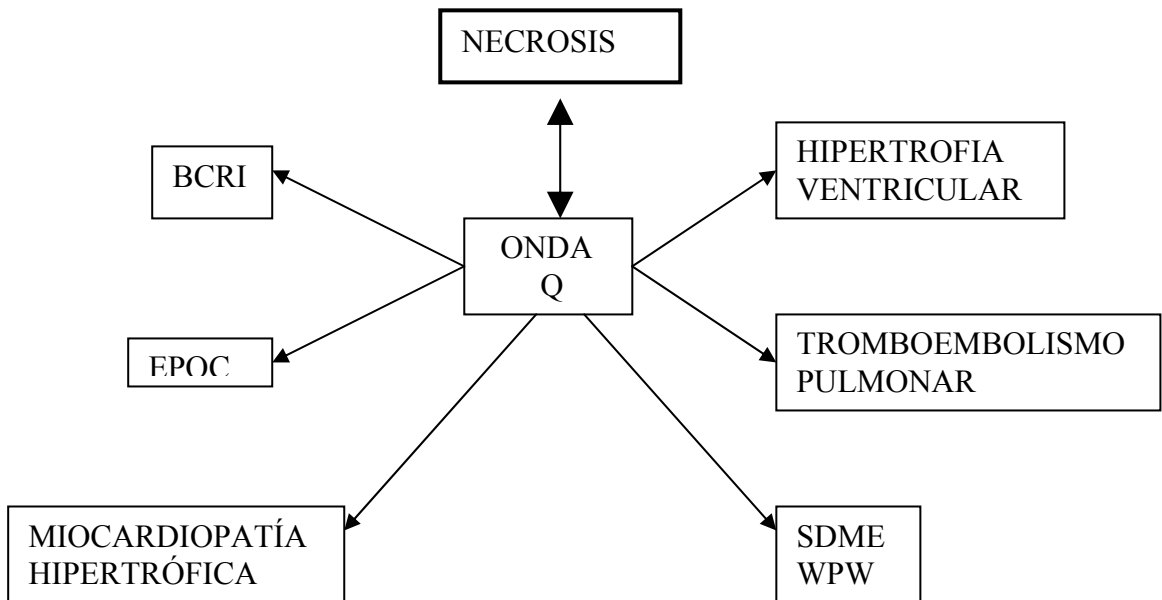 NECROSIS
BCRI
HIPERTROFIA
VENTRICULAR
ONDA
Q
EPOC
TROMBOEMBOLISMO
PULMONAR
MIOCARDIOPATÍA
HIPERTRÓFICA
SDME
WPW